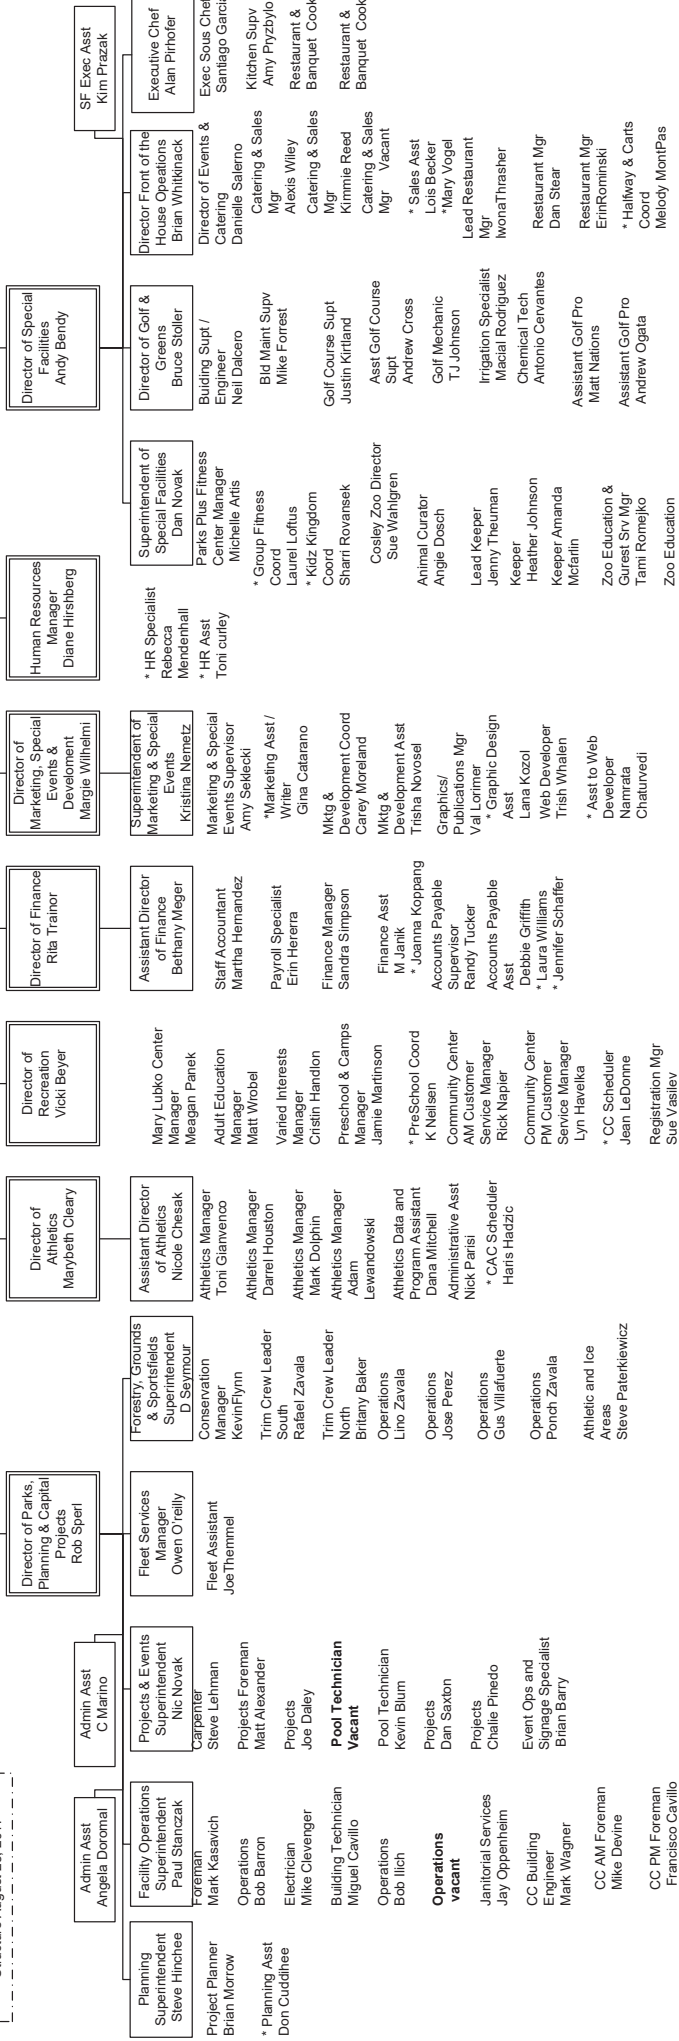 Director of Parks,
Planning & Capital
Projects
Rob Sperl
Director of
Athletics
Marybeth Cleary
Director of
Recreation
Vicki Beyer
Director of Finance
Rita Trainor
Director of
Marketing, Special
Events &
Develoment
Margie Wilhelmi
Human Resources
Manager
Diane Hirshberg
Director of Special
Facilities
Andy Bendy
Admin Asst
Angela Doromal
Admin Asst
C Marino
SF Exec Asst
Kim Prazak
Planning
Superintendent
Steve Hinchee
Project Planner
Brian Morrow
* Planning Asst
Don Cuddihee
Facility Operations
Superintendent
Paul Stanczak
Foreman
Mark Kasavich
Operations
Bob Barron
Electrician
Mike Clevenger
Building Technician
Miguel Cavillo
Operations
Bob Ilich
Operations
vacant
Janitorial Services
Jay Oppenheim
CC Building
Engineer
Mark Wagner
CC AM Foreman
Mike Devine
CC PM Foreman
Francisco Cavillo
Projects & Events
Superintendent
Nic Novak
Carpenter
Steve Lehman
Projects Foreman
Matt Alexander
Projects
Joe Daley
Pool Technician
Vacant
Pool Technician
Kevin Blum
Projects
Dan Saxton
Projects
Chalie Pinedo
Event Ops and
Signage Specialist
Brian Barry
Fleet Services
Manager
Owen O'reilly
Fleet Assistant
JoeThemmel
Forestry, Grounds
& Sportsfields
Superintendent
D Seymour
Conservation
Manager
KevinFlynn
Trim Crew Leader
South
Rafael Zavala
Trim Crew Leader
North
Britany Baker
Operations
Lino Zavala
Operations
Jose Perez
Operations
Gus Villafuerte
Operations
Ponch Zavala
Athletic and Ice
Areas
Steve Paterkiewicz
Assistant Director
of Athletics
Nicole Chesak
Athletics Manager
Toni Gianvenco
Athletics Manager
Darrel Houston
Athletics Manager
Mark Dolphin
Athletics Manager
Adam
Lewandowski
Athletics Data and
Program Assistant
Dana Mitchell
Administrative Asst
Nick Parisi
* CAC Scheduler
Haris Hadzic
Mary Lubko Center
Manager
Meagan Panek
Adult Education
Manager
Matt Wrobel
Varied Interests
Manager
Cristin Handlon
Preschool & Camps
Manager
Jamie Martinson
* PreSchool Coord
K Neilsen
Community Center
AM Customer
Service Manager
Rick Napier
Community Center
PM Customer
Service Manager
Lyn Havelka
* CC Scheduler
Jean LeDonne
Registration Mgr
Sue Vasilev
Assistant Director
of Finance
Bethany Meger
Staff Accountant
Martha Hernandez
Payroll Specialist
Erin Hererra
Finance Manager
Sandra Simpson
Finance Asst
M Janik
* Joanna Koppang
Accounts Payable
Supervisor
Randy Tucker
Accounts Payable
Asst
Debbie Griffith
* Laura Williams
* Jennifer Schaffer
Superintendent of
Marketing & Special
Events
Kristina Nemetz
Marketing & Special
Events Supervisor
Amy Seklecki
*Marketing Asst /
Writer
Gina Catarano
Mktg &
Development Coord
Carey Moreland
Mktg &
Development Asst
Trisha Novosel
Graphics/
Publications Mgr
Val Lorimer
* Graphic Design
Asst
Lana Kozol
Web Developer
Trish Whalen
* Asst to Web
Developer
Namrata
Chaturvedi
* HR Specialist
Rebecca
Mendenhall
* HR Asst
Toni curley
Superintendent of
Special Facilities
Dan Novak
Parks Plus Fitness
Center Manager
Michelle Artis
* Group Fitness
Coord
Laurel Loftus
* Kidz Kingdom
Coord
Sharri Rovansek
Cosley Zoo Director
Sue Wahlgren
Animal Curator
Angie Dosch
Lead Keeper
Jenny Theuman
Keeper
Heather Johnson
Keeper Amanda
Mcfarlin
Zoo Education &
Gurest Srv Mgr
Tami Romejko
Zoo Education
Director of Golf &
Greens
Bruce Stoller
Buiding Supt /
Engineer
Neil Dalcero
Bld Maint Supv
Mike Forrest
Golf Course Supt
Justin Kirtland
Asst Golf Course
Supt
Andrew Cross
Golf Mechanic
TJ Johnson
Irrigation Specialist
Macial Rodriguez
Chemical Tech
Antonio Cervantes
Assistant Golf Pro
Matt Nations
Assistant Golf Pro
Andrew Ogata
Director Front of the
House Opeations
Brian Whitkinack
Director of Events &
Catering
Danielle Salerno
Catering & Sales
Mgr
Alexis Wiley
Catering & Sales
Mgr
Kimmie Reed
Catering & Sales
Mgr Vacant
* Sales Asst
Lois Becker
*Mary Vogel
Lead Restaurant
Mgr
IwonaThrasher
Restaurant Mgr
Dan Stear
Restaurant Mgr
ErinRominski
* Halfway & Carts
Coord
Melody MontPas
Executive Chef
Alan Pirhofer
Exec Sous Chef
Santiago Garcia
Kitchen Supv
Amy Pryzbylo
Restaurant &
Banquet Cook
Restaurant &
Banquet Cook